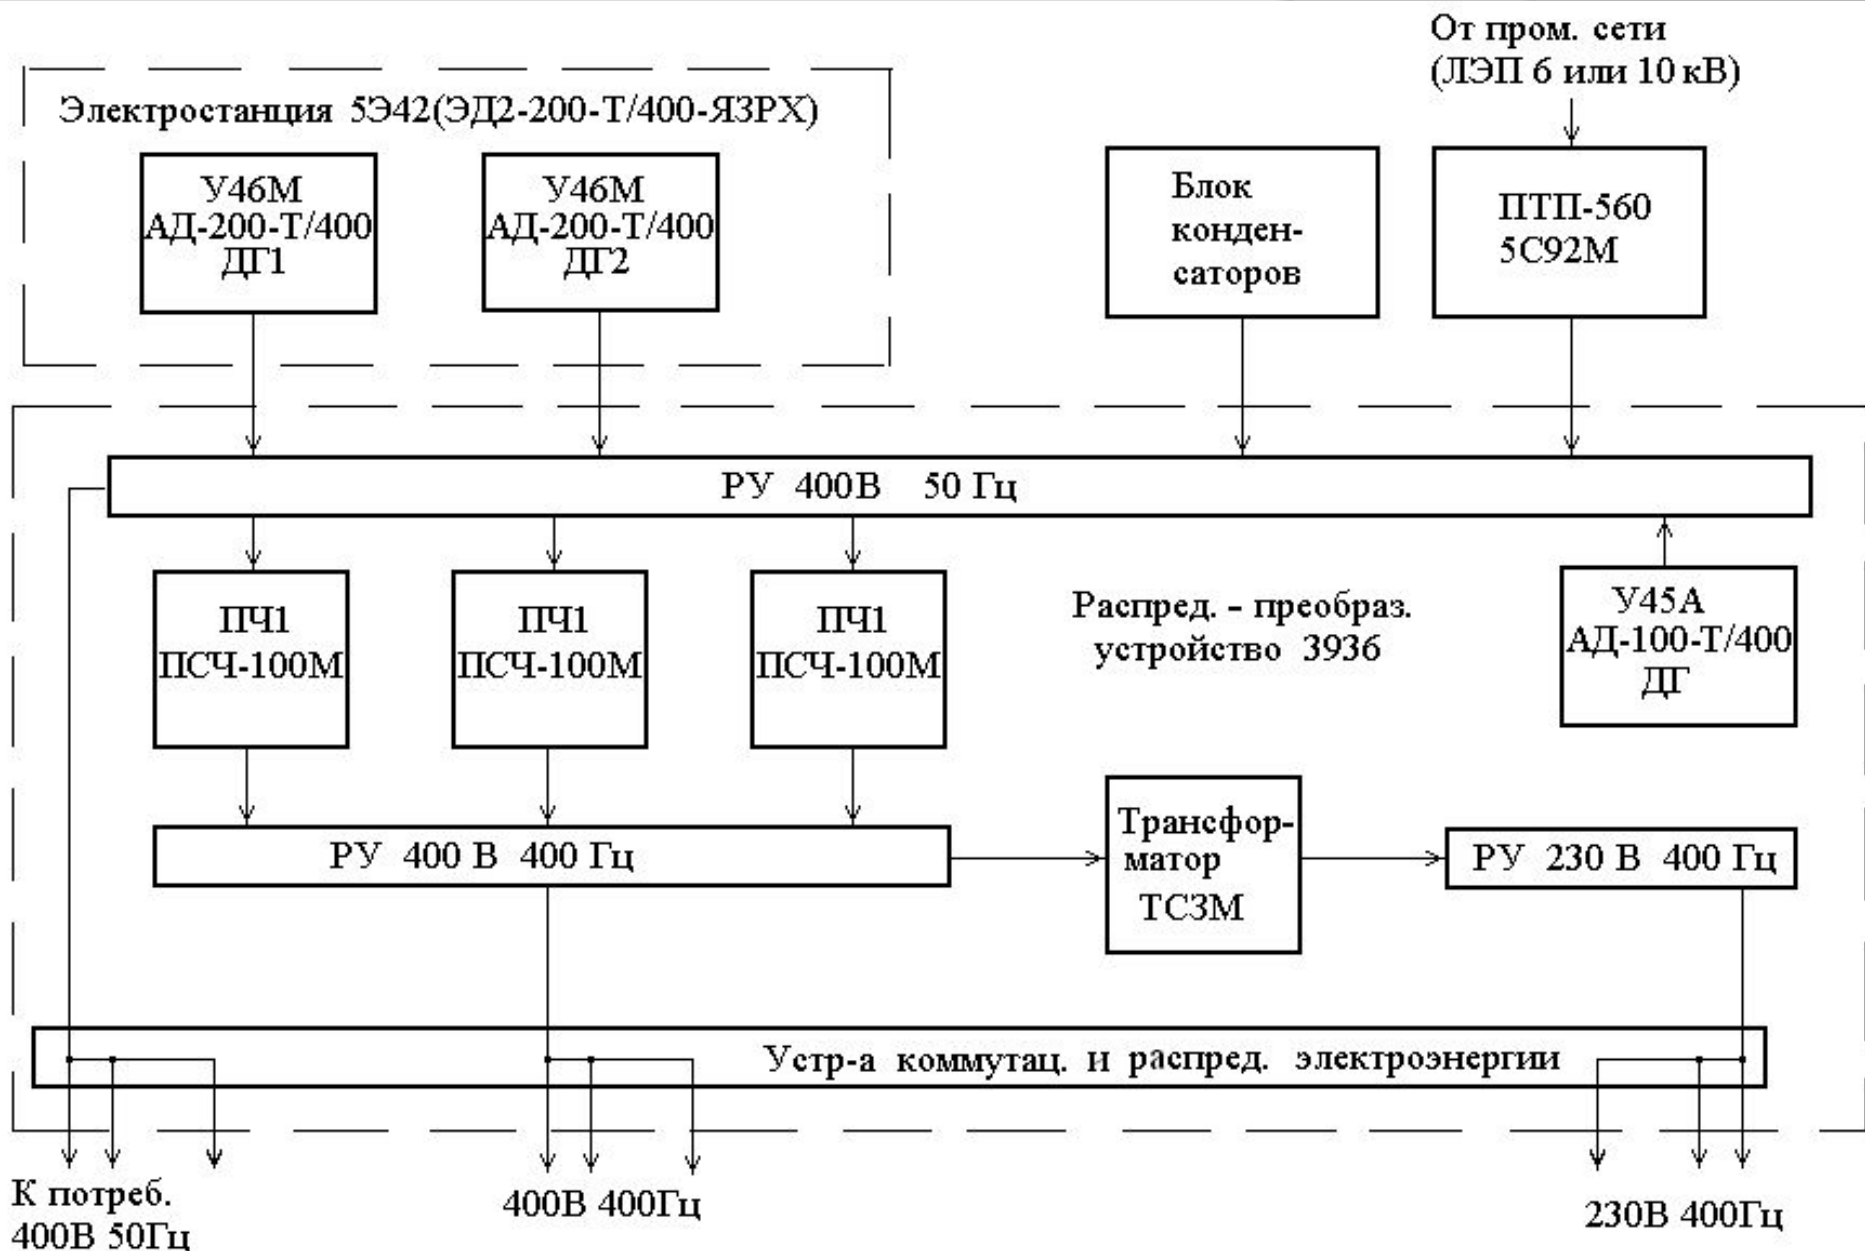 От пром. сети
(ЛЭП 6 или 10 кВ)
Электростанция 5Э42(ЭД2-200-Т/400-ЯЗРХ)
У46М
АД-200-Т/400
ДГ1
У46М
АД-200-Т/400
ДГ2
Блок
конден-
саторов
ПТП-560
5С92М
РУ 400В 50 Гц
ПЧ1
ПСЧ-100М
ПЧ1
ПСЧ-100М
ПЧ1
ПСЧ-100М
Распред. - преобраз.
устройство 3936
У45А
АД-100-Т/400
ДГ
РУ 400 В 400 Гц
Трансфор-
матор
ТСЗМ
РУ 230 В 400 Гц
Устр-а коммутац. и распред. электроэнергии
К потреб.
400В 50Гц
400В 400Гц
230В 400Гц